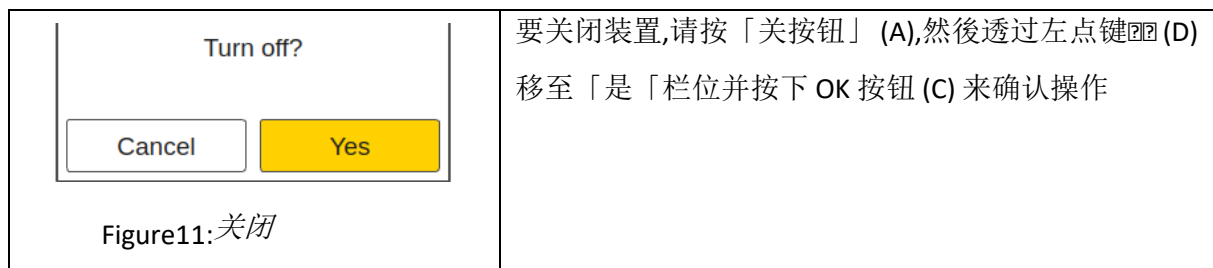 Turn off?
Cancel
Yes
Figure11:关闭
要关闭装置,请按「关按钮」 (A),然後透过左点键⍰⍰ (D)
移至「是「栏位并按下 OK 按钮 (C) 来确认操作